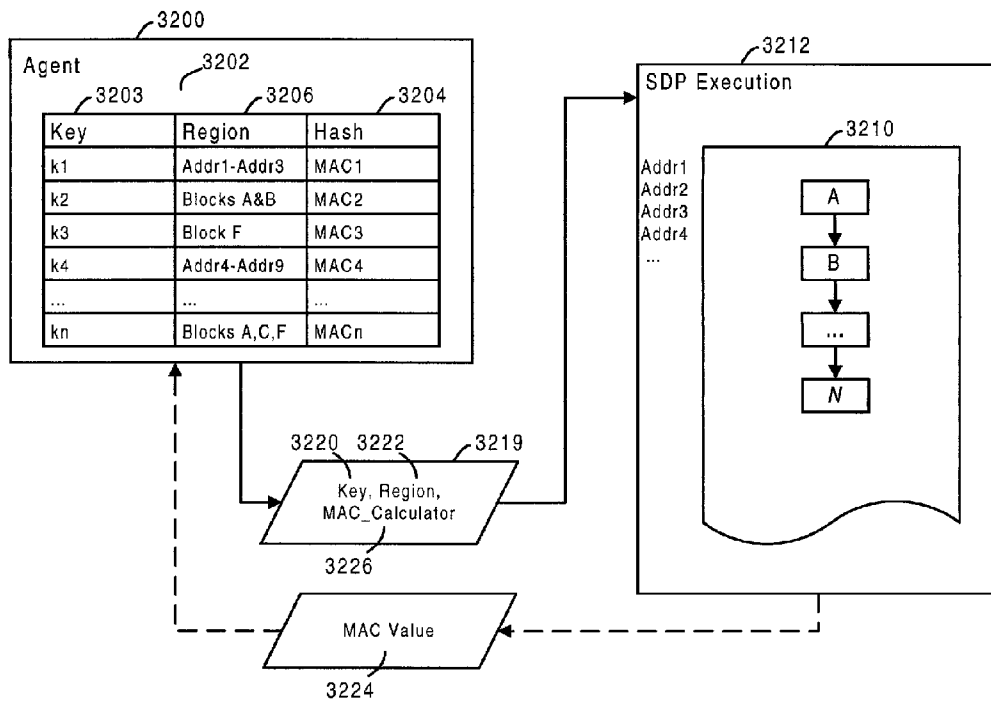 3200
Agent
3202
3203
3206
3204
Key Region Hash
k1 Addr1-Addr3 MAC1
k2 Blocks A&B MAC2
k3 Block F MAC3
k4 Addr4-Addr9 MAC4
... ... ...
kn Blocks A,C,F MACn
3212
SDP Execution
3210
Addr1
Addr2
Addr3
Addr4
...
A
B
...
N
3220
3222
3219
Key, Region,
MAC_Calculator
3226
MAC Value
3224